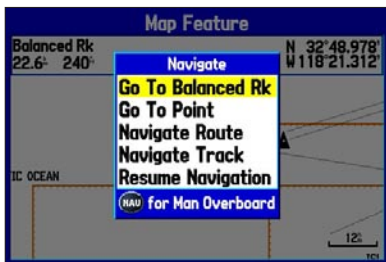 Map Feature
Balanced Rk
22.6 240
N 32°48.978'
W118°21.312'
Navigate
Go To Balanced Rk
Go To Point
Navigate Route
Navigate Track
Resume Navigation
NAV for Man Overboard
IC OCEAN
12